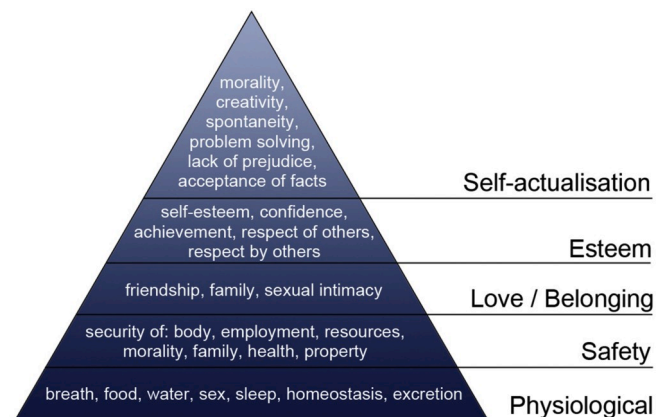 morality,
creativity,
spontaneity,
problem solving,
lack of prejudice,
acceptance of facts
Self-actualisation
self-esteem, confidence,
achievement, respect of others,
respect by others
Esteem
friendship, family, sexual intimacy
Love / Belonging
security of: body, employment, resources,
morality, family, health, property
Safety
breath, food, water, sex, sleep, homeostasis, excretion
Physiological